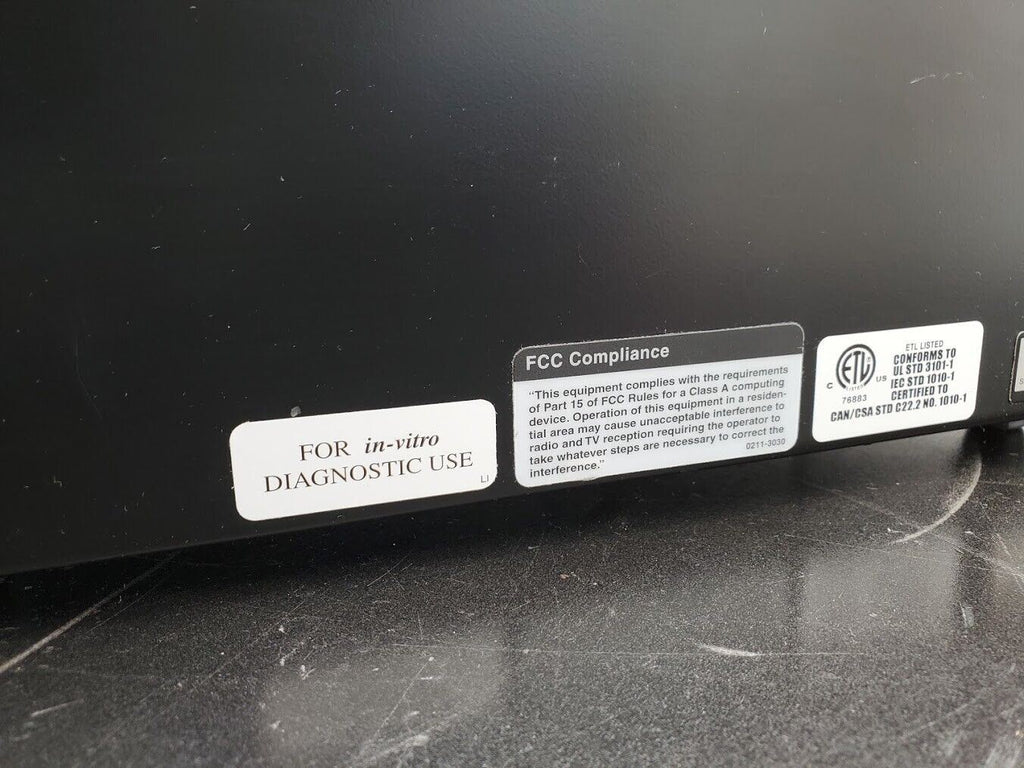 FOR in-vitro
DIAGNOSTIC USE
LI
FCC Compliance
"This equipment complies with the requirements
of Part 15 of FCC Rules for a Class A computing
device. Operation of this equipment in a residen-
tial area may cause unacceptable interference to
radio and TV reception requiring the operator to
take whatever steps are necessary to correct the
interference."
0211-3030
ETL LISTED
CONFORMS TO
UL STD 3101-1
IEC STD 1010-1
CERTIFIED TO
CAN/CSA STD C22.2 NO. 1010-1
C ETL US
LISTED
76883